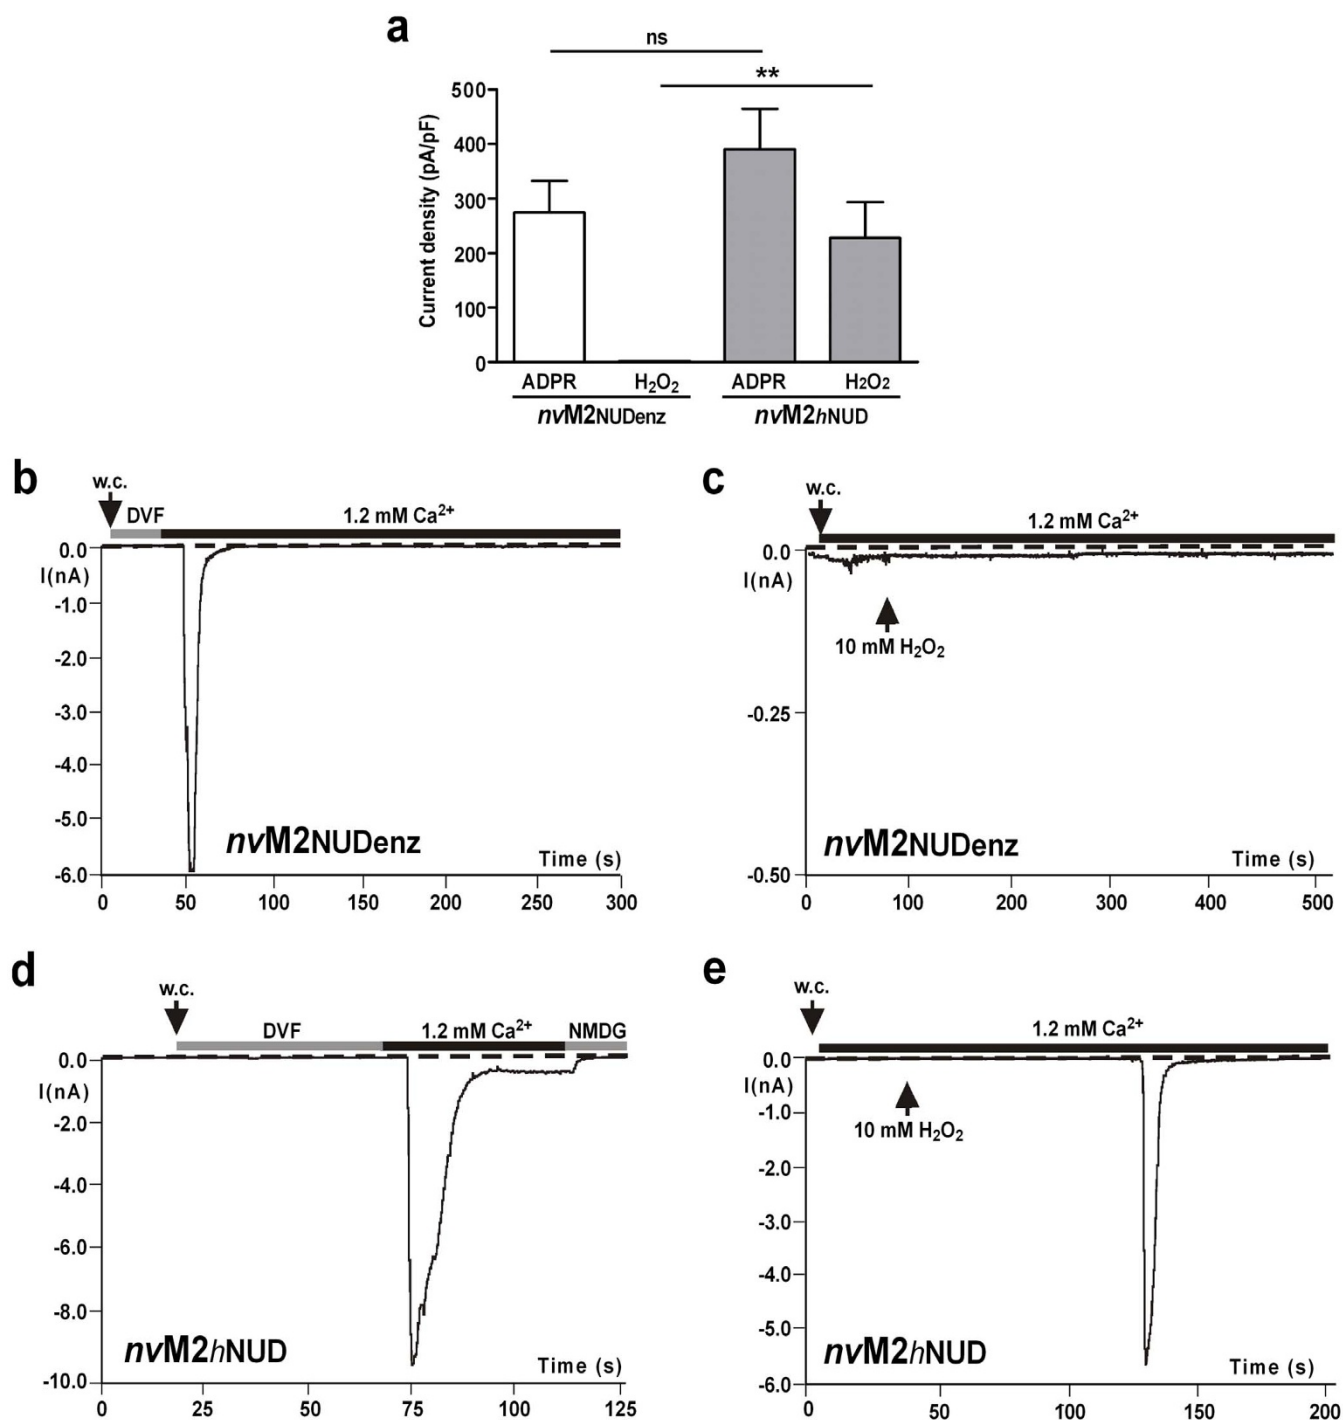 a
ns
**
Current density (pA/pF)
500
400
300
200
100
0
ADPR H₂O₂ ADPR H2O2
nvM2NUDenz nvM2hNUD
b
w.c.
DVF 1.2 mM Ca²⁺
0.0
I(nA)
-1.0
-2.0
-3.0
-4.0
-5.0
-6.0
nvM2NUDenz
Time (s)
0 50 100 150 200 250 300
c
w.c.
1.2 mM Ca²⁺
0.0
I(nA)
10 mM H₂O₂
-0.25
-0.50
nvM2NUDenz
Time (s)
0 100 200 300 400 500
d
w.c.
DVF 1.2 mM Ca²⁺ NMDG
0.0
I(nA)
-2.0
-4.0
-6.0
-8.0
-10.0
nvM2hNUD
Time (s)
0 25 50 75 100 125
e
w.c.
1.2 mM Ca²⁺
0.0
I(nA)
10 mM H₂O₂
-1.0
-2.0
-3.0
-4.0
-5.0
-6.0
nvM2hNUD
Time (s)
0 50 100 150 200